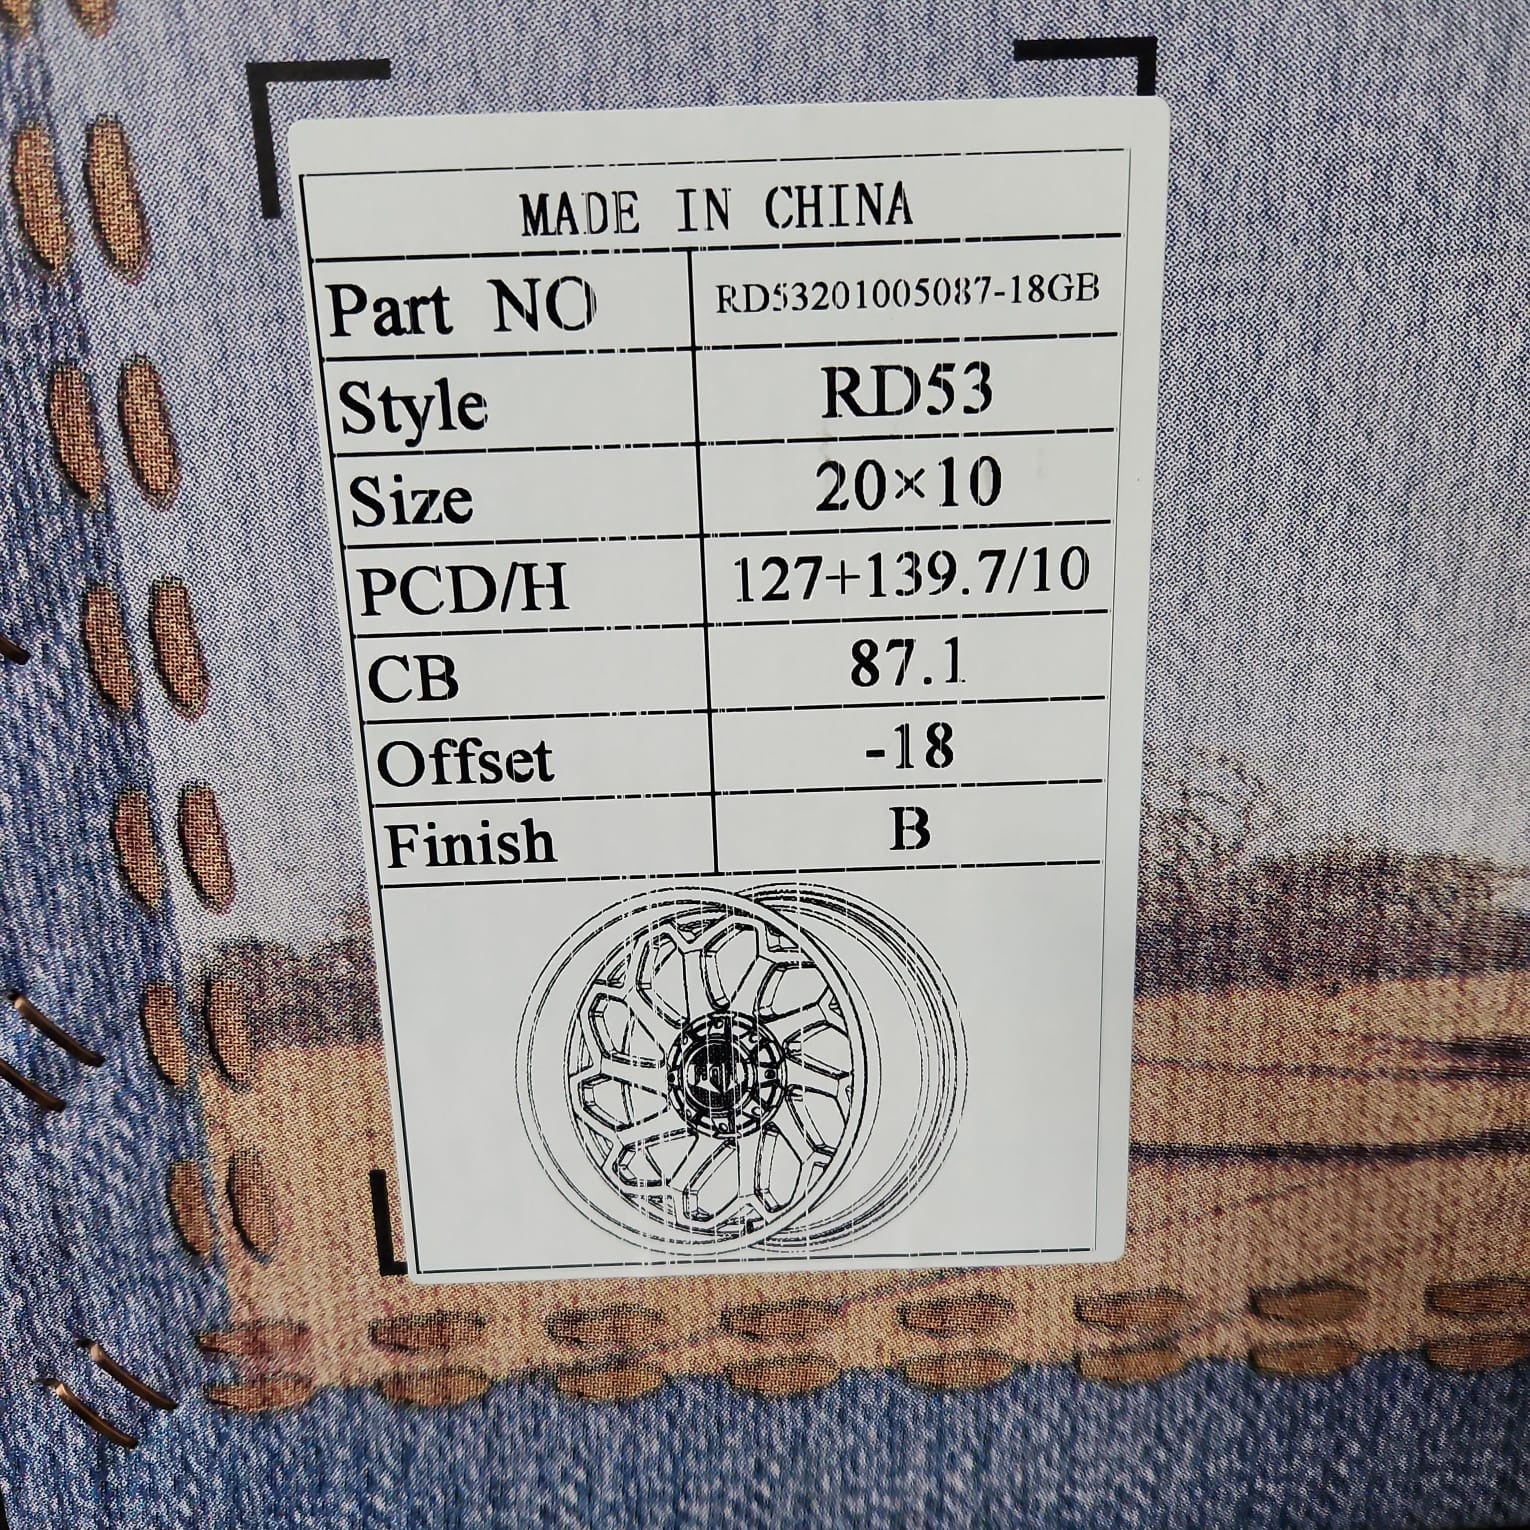 MADE IN CHINA
Part NO RD53201005087-18GB
Style RD53
Size 20×10
PCD/H 127+139.7/10
CB 87.1
Offset -18
Finish B